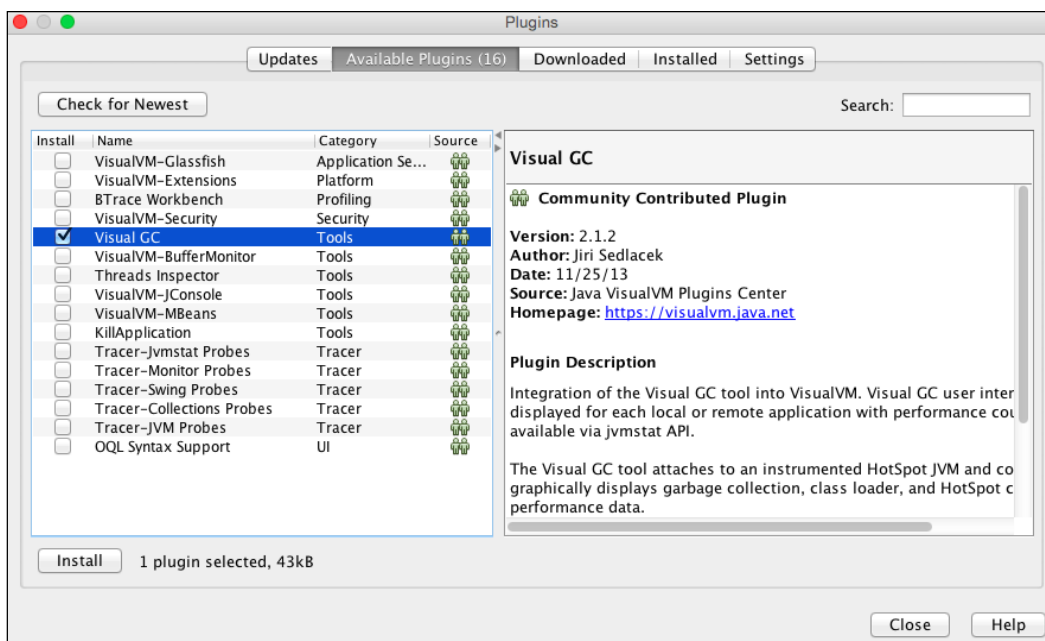 Plugins
Updates Available Plugins (16) Downloaded Installed Settings
Check for Newest Search:
Install Name Category Source
VisualVM-Glassfish Application Se...
VisualVM-Extensions Platform
BTrace Workbench Profiling
VisualVM-Security Security
Visual GC Tools
VisualVM-BufferMonitor Tools
Threads Inspector Tools
VisualVM-JConsole Tools
VisualVM-MBeans Tools
KillApplication Tools
Tracer-Jvmstat Probes Tracer
Tracer-Monitor Probes Tracer
Tracer-Swing Probes Tracer
Tracer-Collections Probes Tracer
Tracer-JVM Probes Tracer
OQL Syntax Support UI
Visual GC
Community Contributed Plugin
Version: 2.1.2
Author: Jiri Sedlacek
Date: 11/25/13
Source: Java VisualVM Plugins Center
Homepage: https://visualvm.java.net
Plugin Description
Integration of the Visual GC tool into VisualVM. Visual GC user inter
displayed for each local or remote application with performance cou
available via jvmstat API.
The Visual GC tool attaches to an instrumented HotSpot JVM and co
graphically displays garbage collection, class loader, and HotSpot c
performance data.
Install 1 plugin selected, 43kB
Close Help